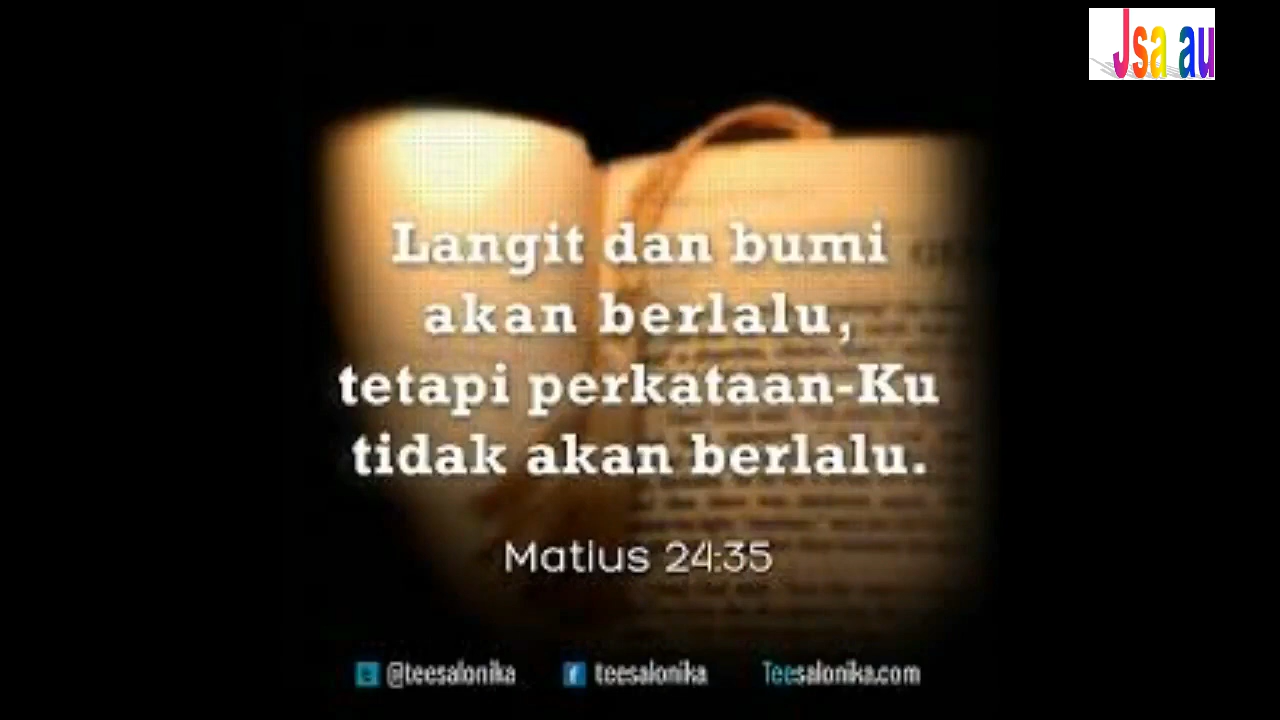 Jsa au
Langit dan bumi
akan berlalu,
tetapi perkataan-Ku
tidak akan berlalu.
Matius 24:35
@teesalonika
teesalonika
Teesalonika.com